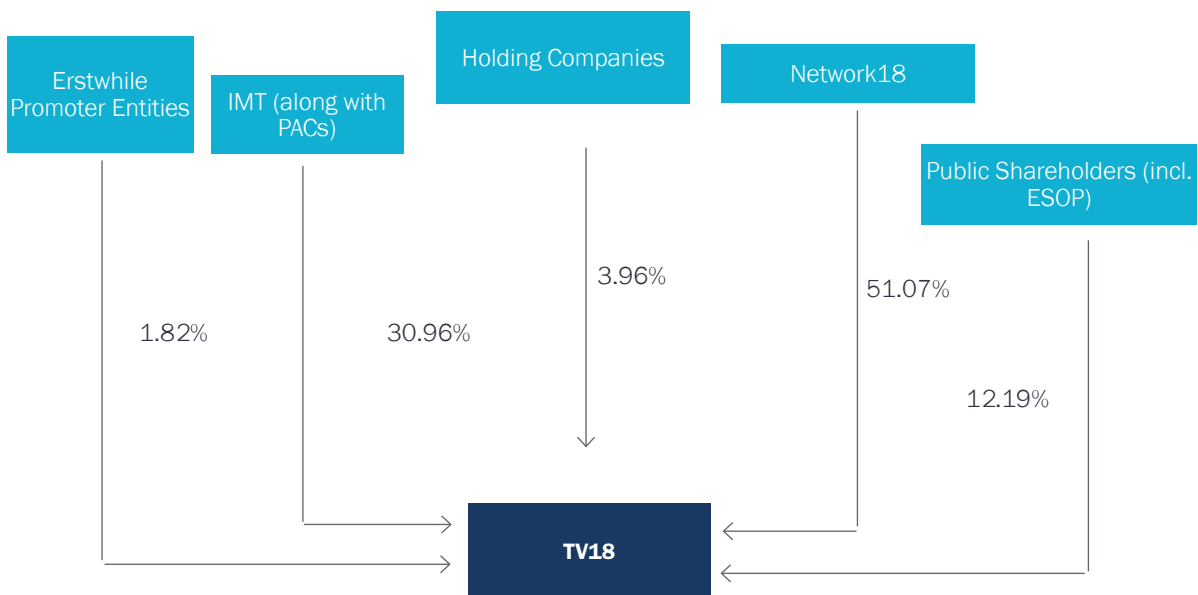 Erstwhile
Promoter Entities
IMT (along with
PACs)
Holding Companies
Network18
Public Shareholders (incl.
ESOP)
1.82%
30.96%
3.96%
51.07%
12.19%
TV18